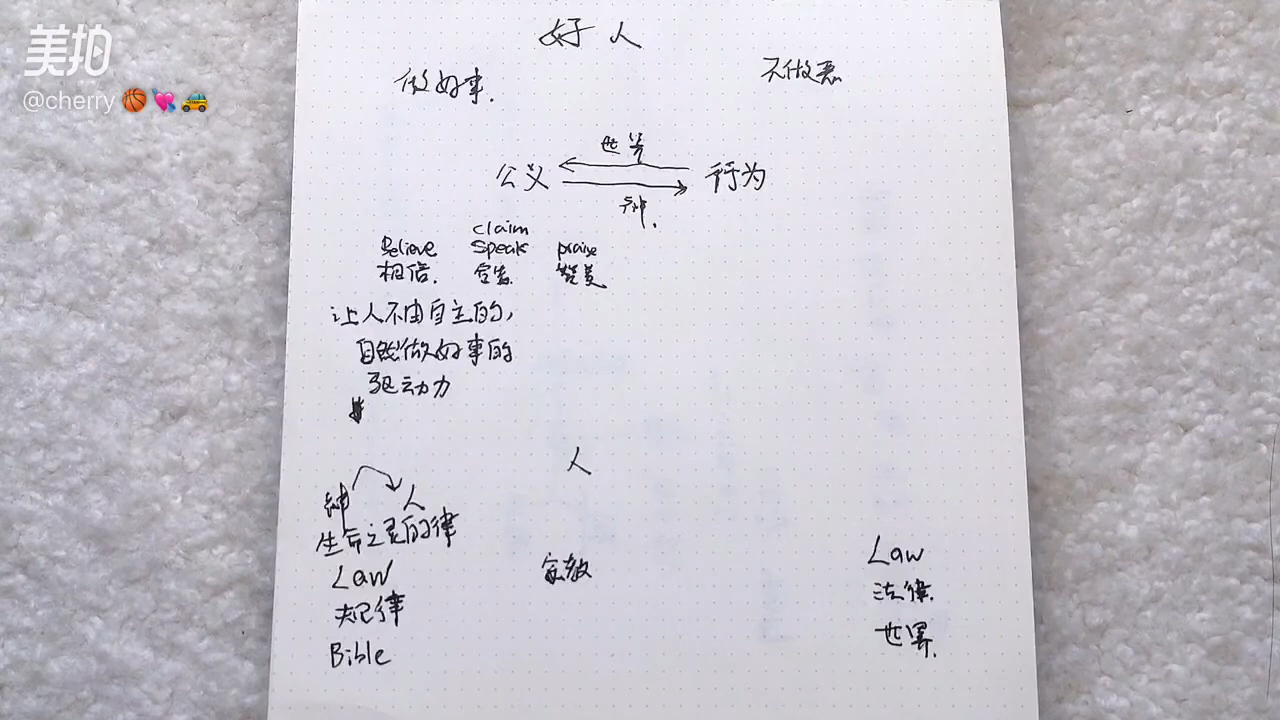 美拍
@cherry 🏀💘🚕
好人
做好事.
不做恶
世界
公义 行为
神.
claim
Believe Speak praise
相信. 宣告. 赞美
让人不由自主的,
自然做好事的
驱动力
人
神 人
生命之灵的律
Law
规律
Bible
宗教
Law
法律.
世界.